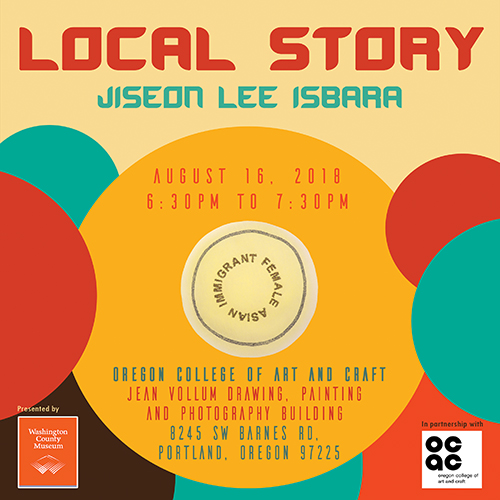 LOCAL STORY
JISEON LEE ISBARA
AUGUST 16, 2018
6:30PM TO 7:30PM
ASIAN IMMIGRANT FEMALE
OREGON COLLEGE OF ART AND CRAFT
JEAN VOLLUM DRAWING, PAINTING
AND PHOTOGRAPHY BUILDING
8245 SW BARNES RD,
PORTLAND, OREGON 97225
Presented by
Washington
County
Museum
In partnership with
oc
ac
oregon college of
art and craft